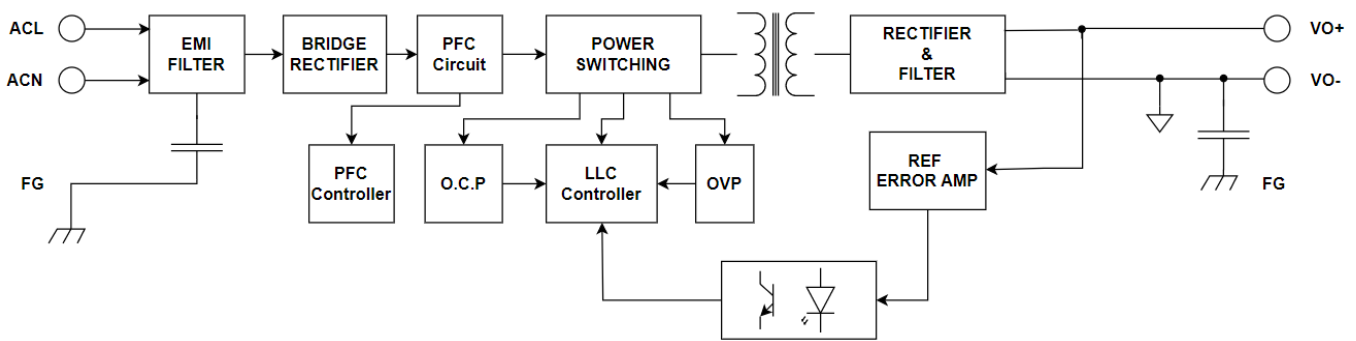 ACL
ACN
EMI
FILTER
BRIDGE
RECTIFIER
PFC
Circuit
POWER
SWITCHING
RECTIFIER
&
FILTER
VO+
VO-
FG
PFC
Controller
O.C.P
LLC
Controller
OVP
REF
ERROR AMP
FG